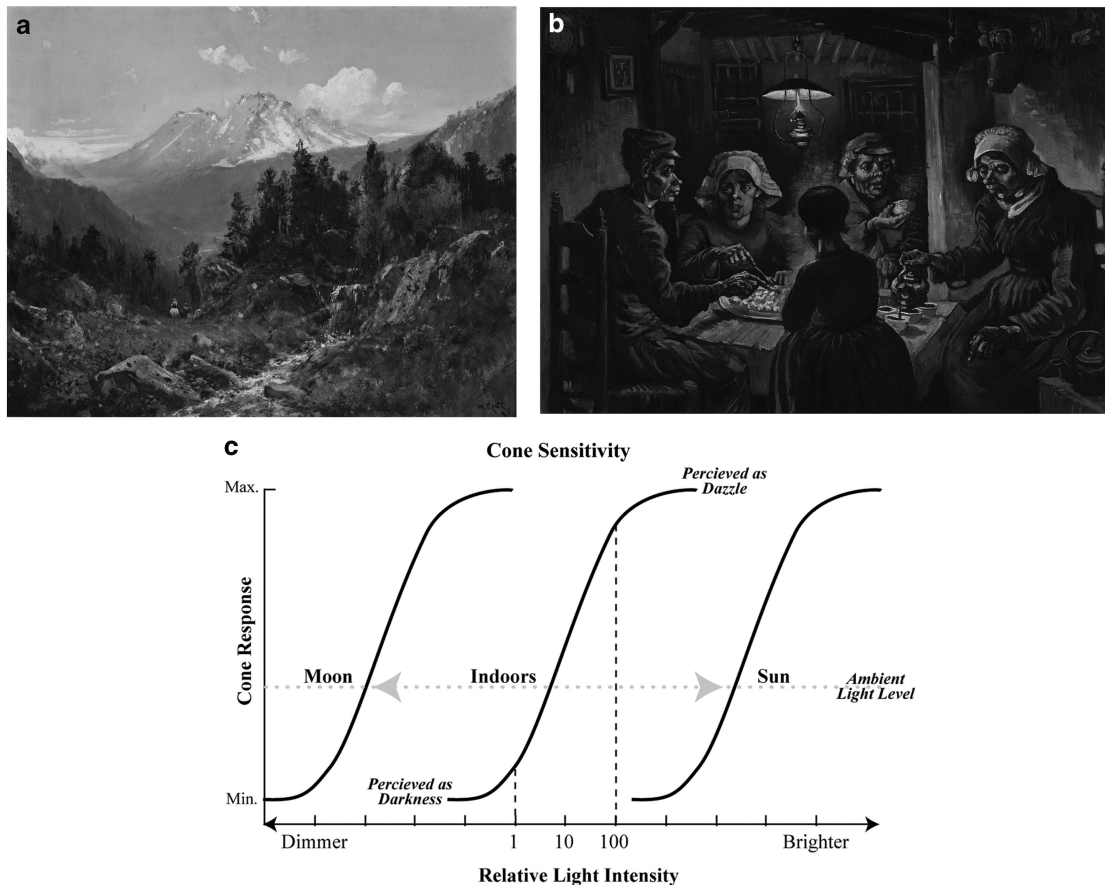 a
b
c
Cone Sensitivity
Percieved as
Dazzle
Max.
Cone Response
Moon
Indoors
Sun
Ambient
Light Level
Percieved as
Darkness
Min.
Dimmer
1
10
100
Brighter
Relative Light Intensity